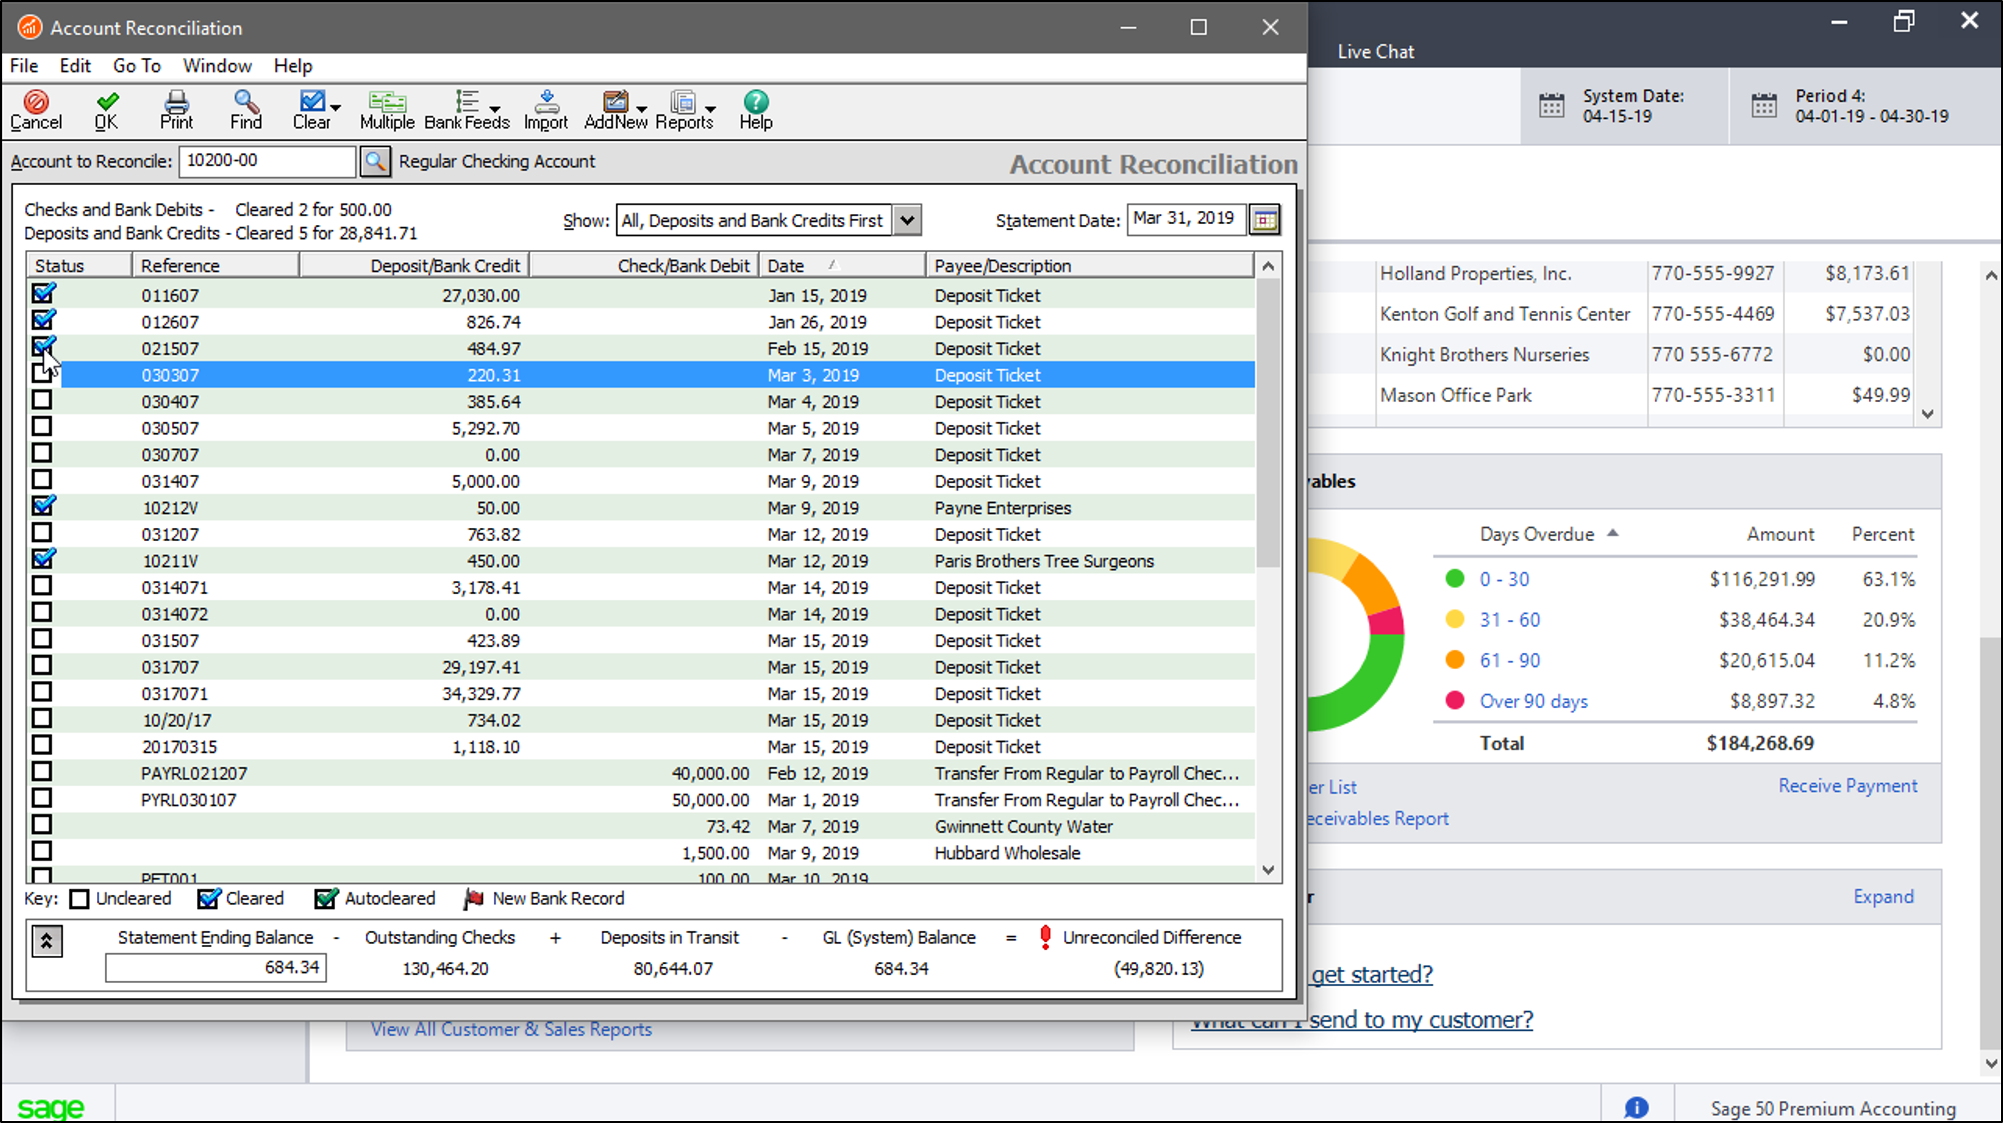 Account Reconciliation
File Edit Go To Window Help
Cancel OK Print Find Clear Multiple Bank Feeds Import Add New Reports Help
Account to Reconcile: 10200-00 Regular Checking Account
Account Reconciliation
Checks and Bank Debits - Cleared 2 for 500.00
Deposits and Bank Credits - Cleared 5 for 28,841.71
Show: All, Deposits and Bank Credits First
Statement Date: Mar 31, 2019
Status Reference Deposit/Bank Credit Check/Bank Debit Date Payee/Description
011607 27,030.00 Jan 15, 2019 Deposit Ticket
012607 826.74 Jan 26, 2019 Deposit Ticket
021507 484.97 Feb 15, 2019 Deposit Ticket
030307 220.31 Mar 3, 2019 Deposit Ticket
030407 385.64 Mar 4, 2019 Deposit Ticket
030507 5,292.70 Mar 5, 2019 Deposit Ticket
030707 0.00 Mar 7, 2019 Deposit Ticket
031407 5,000.00 Mar 9, 2019 Deposit Ticket
10212V 50.00 Mar 9, 2019 Payne Enterprises
031207 763.82 Mar 12, 2019 Deposit Ticket
10211V 450.00 Mar 12, 2019 Paris Brothers Tree Surgeons
0314071 3,178.41 Mar 14, 2019 Deposit Ticket
0314072 0.00 Mar 14, 2019 Deposit Ticket
031507 423.89 Mar 15, 2019 Deposit Ticket
031707 29,197.41 Mar 15, 2019 Deposit Ticket
0317071 34,329.77 Mar 15, 2019 Deposit Ticket
10/20/17 734.02 Mar 15, 2019 Deposit Ticket
20170315 1,118.10 Mar 15, 2019 Deposit Ticket
PAYRL021207 40,000.00 Feb 12, 2019 Transfer From Regular to Payroll Chec...
PYRL030107 50,000.00 Mar 1, 2019 Transfer From Regular to Payroll Chec...
73.42 Mar 7, 2019 Gwinnett County Water
1,500.00 Mar 9, 2019 Hubbard Wholesale
PET001 100.00 Mar 10, 2019
Key: Uncleared Cleared Autocleared New Bank Record
Statement Ending Balance - Outstanding Checks + Deposits in Transit - GL (System) Balance = Unreconciled Difference
684.34 130,464.20 80,644.07 684.34 (49,820.13)
View All Customer & Sales Reports
Live Chat
System Date:
04-15-19
Period 4:
04-01-19 - 04-30-19
Holland Properties, Inc. 770-555-9927 $8,173.61
Kenton Golf and Tennis Center 770-555-4469 $7,537.03
Knight Brothers Nurseries 770 555-6772 $0.00
Mason Office Park 770-555-3311 $49.99
ables
Days Overdue Amount Percent
0 - 30 $116,291.99 63.1%
31 - 60 $38,464.34 20.9%
61 - 90 $20,615.04 11.2%
Over 90 days $8,897.32 4.8%
Total $184,268.69
er List
Receive Payment
eceivables Report
r
Expand
get started?
What can I send to my customer?
sage
Sage 50 Premium Accounting